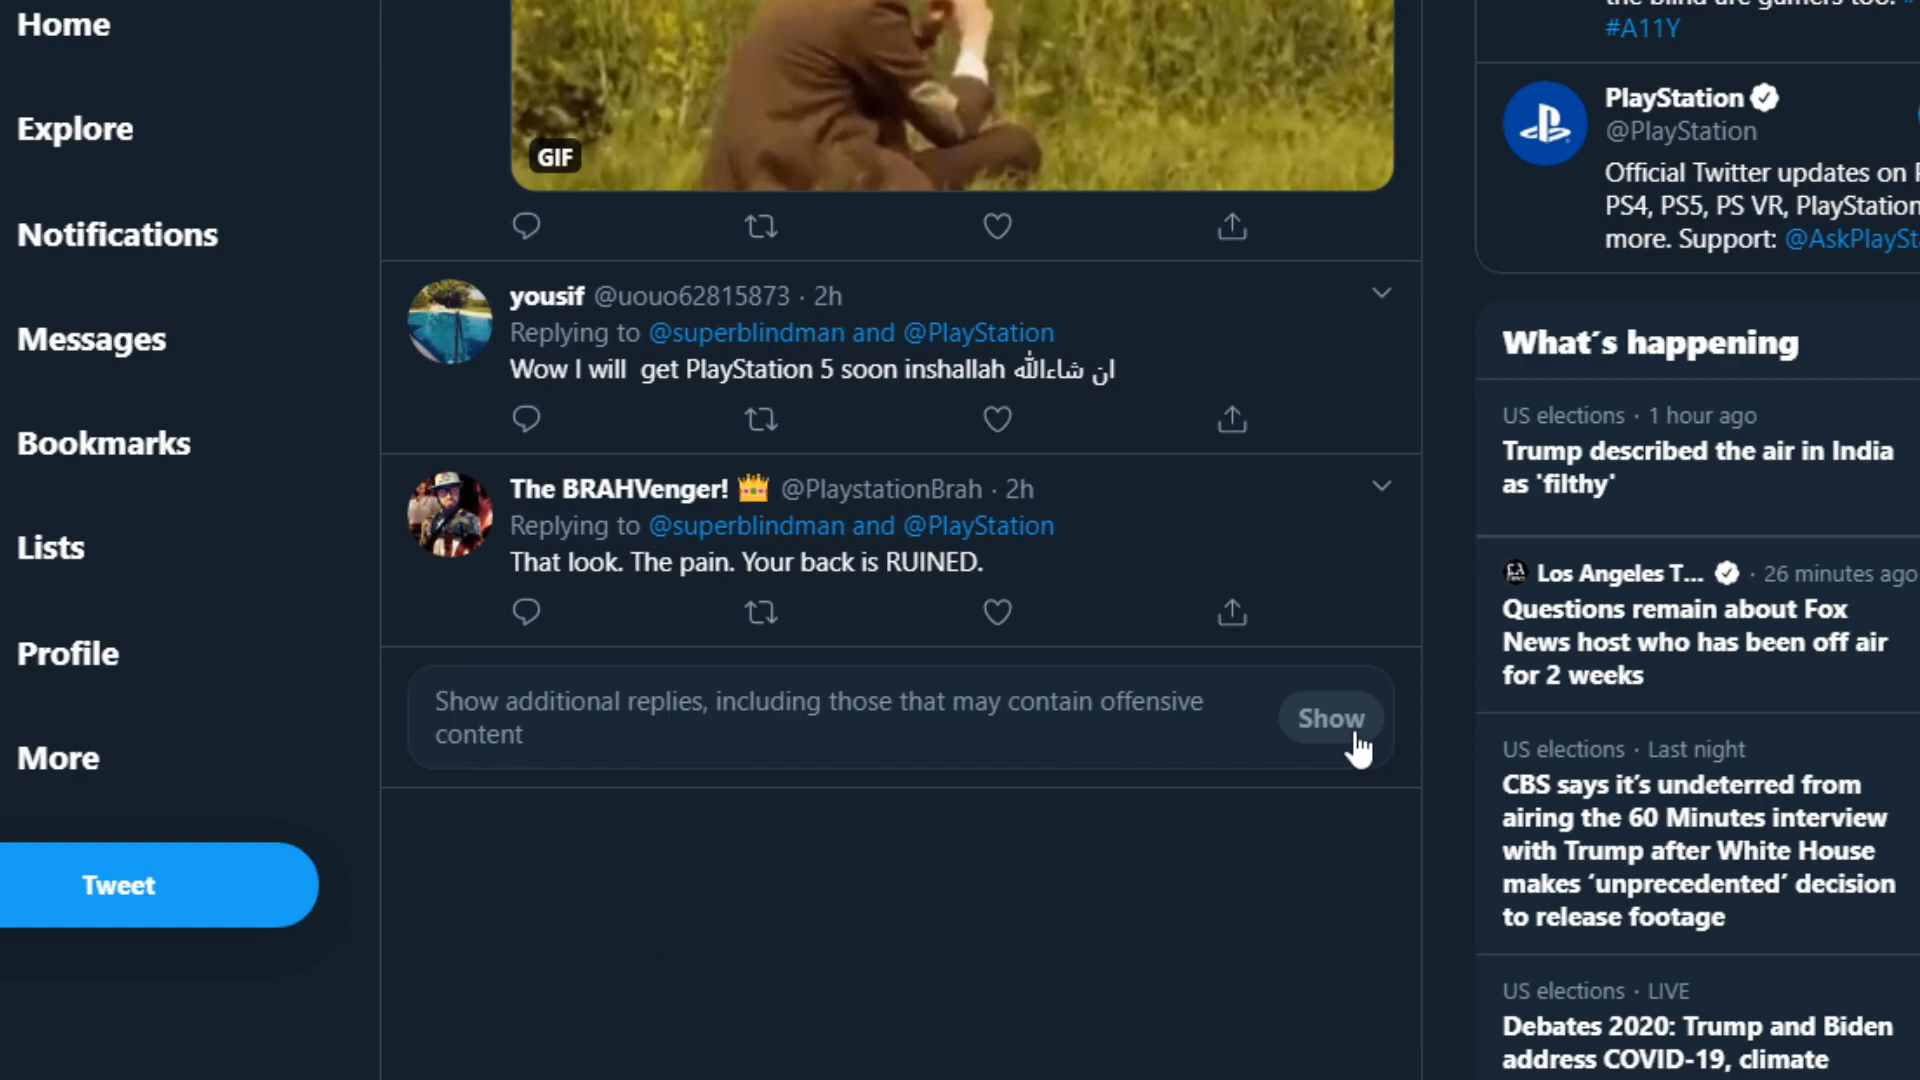 Home
Explore
Notifications
Messages
Bookmarks
Lists
Profile
More
Tweet
GIF
yousif @uouo62815873 · 2h
Replying to @superblindman and @PlayStation
Wow I will  get PlayStation 5 soon inshallah ان شاءالله
The BRAHVenger! 👑 @PlaystationBrah · 2h
Replying to @superblindman and @PlayStation
That look. The pain. Your back is RUINED.
Show additional replies, including those that may contain offensive
content
Show
the blind are gamers too.
#A11Y
PlayStation
@PlayStation
Official Twitter updates on
PS4, PS5, PS VR, PlayStation
more. Support: @AskPlaySt
What's happening
US elections · 1 hour ago
Trump described the air in India
as 'filthy'
Los Angeles T... · 26 minutes ago
Questions remain about Fox
News host who has been off air
for 2 weeks
US elections · Last night
CBS says it's undeterred from
airing the 60 Minutes interview
with Trump after White House
makes 'unprecedented' decision
to release footage
US elections · LIVE
Debates 2020: Trump and Biden
address COVID-19, climate